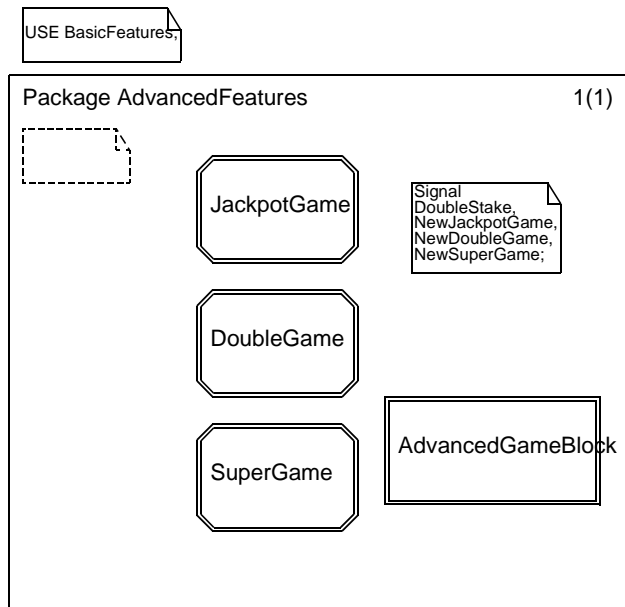 USE BasicFeatures;
Package AdvancedFeatures 1(1)
JackpotGame
Signal
DoubleStake,
NewJackpotGame,
NewDoubleGame,
NewSuperGame;
DoubleGame
AdvancedGameBlock
SuperGame